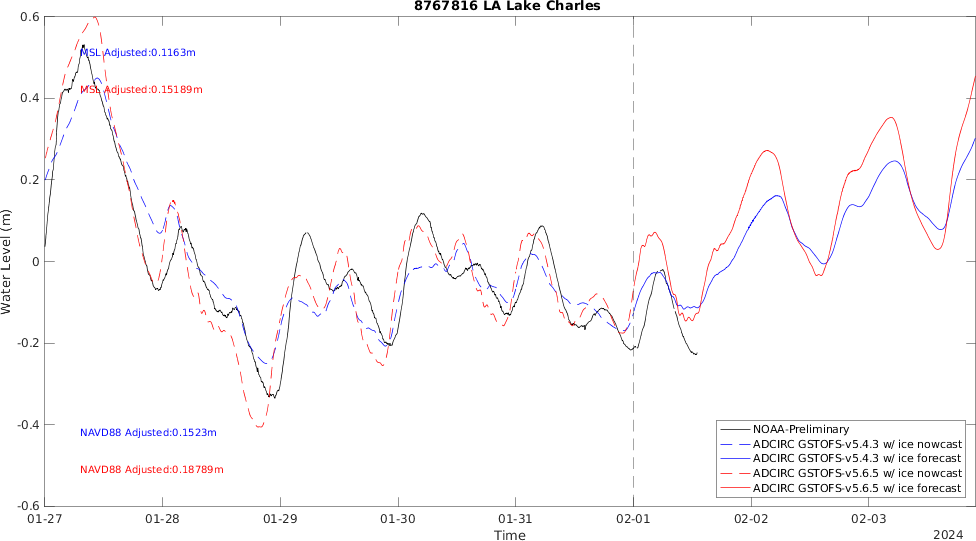 8767816 LA Lake Charles
0.6
MSL Adjusted:0.1163m
MSL Adjusted:0.15189m
0.4
0.2
0
-0.2
-0.4
-0.6
Water Level (m)
NAVD88 Adjusted:0.1523m
NAVD88 Adjusted:0.18789m
NOAA-Preliminary
ADCIRC GSTOFS-v5.4.3 w/ ice nowcast
ADCIRC GSTOFS-v5.4.3 w/ ice forecast
ADCIRC GSTOFS-v5.6.5 w/ ice nowcast
ADCIRC GSTOFS-v5.6.5 w/ ice forecast
01-27 01-28 01-29 01-30 01-31 02-01 02-02 02-03
Time
2024